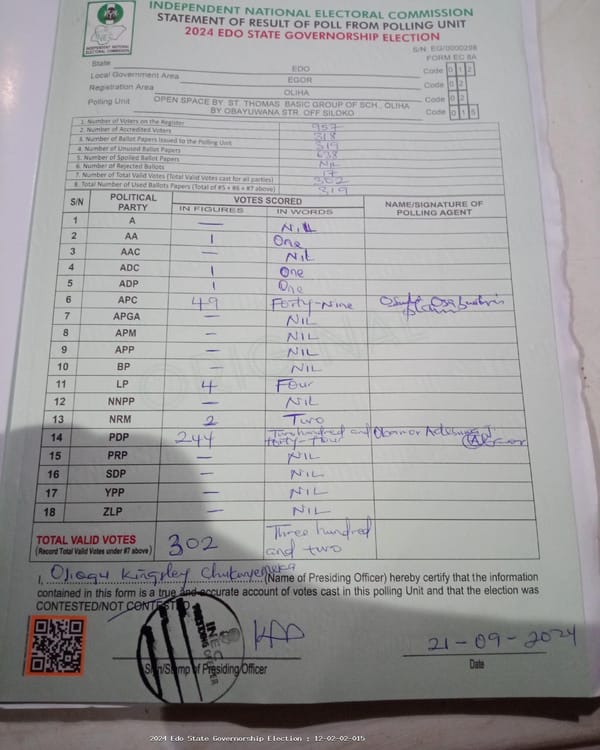 INDEPENDENT NATIONAL ELECTORAL COMMISSION
STATEMENT OF RESULT OF POLL FROM POLLING UNIT
2024 EDO STATE GOVERNORSHIP ELECTION
INDEPENDENT NATIONAL ELECTORAL COMMISSION
S/N: EG/0000298
FORM EC 8A
State EDO Code 0 1 2
Local Government Area EGOR Code 0 2
Registration Area OLIHA Code 0 2
Polling Unit OPEN SPACE BY. ST. THOMAS BASIC GROUP OF SCH., OLIHA BY OBAYUWANA STR. OFF SILOKO Code 0 1 5
1. Number of Voters on the Register 957
2. Number of Accredited Voters 318
3. Number of Ballot Papers Issued to the Polling Unit
4. Number of Unused Ballot Papers
5. Number of Spoiled Ballot Papers NIL
6. Number of Rejected Ballots 17
7. Number of Total Valid Votes (Total Valid Votes cast for all parties) 302
8. Total Number of Used Ballots Papers (Total of #5 + #6 + #7 above) 319
S/N POLITICAL PARTY VOTES SCORED NAME/SIGNATURE OF POLLING AGENT
IN FIGURES IN WORDS
1 A — NIL
2 AA 1 One
3 AAC — NIL
4 ADC 1 One
5 ADP 1 One
6 APC 49 Forty-Nine
7 APGA — NIL
8 APM — NIL
9 APP — NIL
10 BP — NIL
11 LP 4 Four
12 NNPP — NIL
13 NRM 2 Two
14 PDP 244 Two hundred and forty-four
15 PRP — NIL
16 SDP — NIL
17 YPP — NIL
18 ZLP — NIL
TOTAL VALID VOTES 302 Three hundred and two
(Record Total Valid Votes under #7 above)
I, Ojiogu Kingsley Chukwuemeka (Name of Presiding Officer) hereby certify that the information
contained in this form is a true and accurate account of votes cast in this polling Unit and that the election was
CONTESTED/NOT CONTESTED
INEC
PRESIDING OFFICER
21-09-2024
Sign/Stamp of Presiding Officer
Date
2024 Edo State Governorship Election : 12-02-02-015